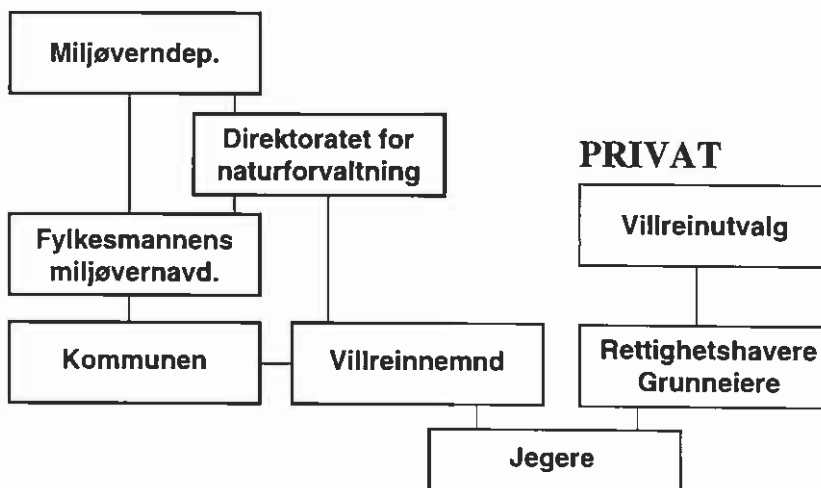 Miljøverndep.
Direktoratet for
naturforvaltning
PRIVAT
Villreinutvalg
Fylkesmannens
miljøvernavd.
Kommunen
Villreinnemnd
Rettighetshavere
Grunneiere
Jegere